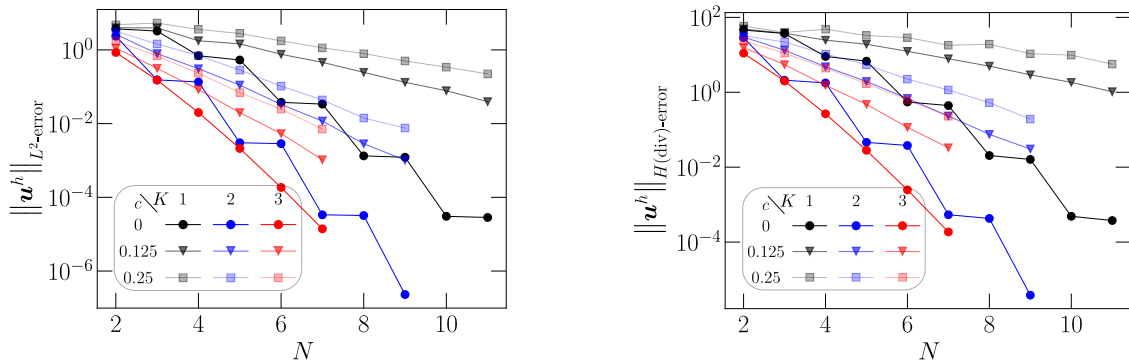 10^0
10^{-2}
10^{-4}
10^{-6}
||u^h||_{L^2-error}
c\K 1 2 3
0
0.125
0.25
2 4 6 8 10
N
10^2
10^0
10^{-2}
10^{-4}
||u^h||_{H(div)-error}
c\K 1 2 3
0
0.125
0.25
2 4 6 8 10
N